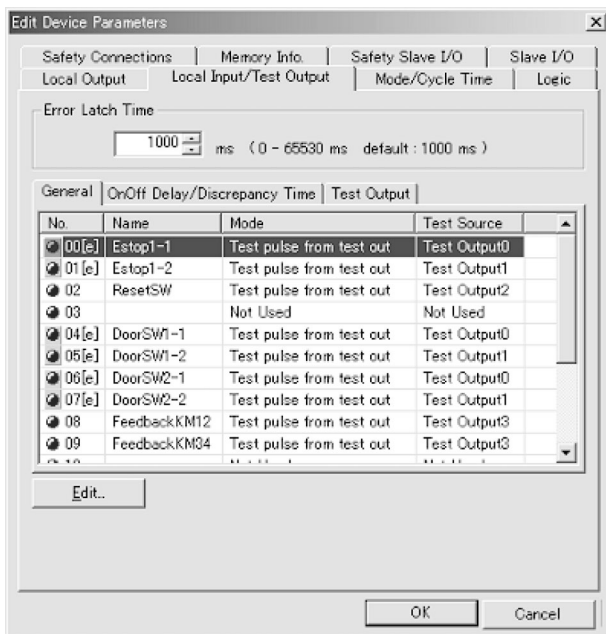 Edit Device Parameters
Safety Connections Memory Info. Safety Slave I/O Slave I/O
Local Output Local Input/Test Output Mode/Cycle Time Logic
Error Latch Time
1000 ms ( 0 - 65530 ms default : 1000 ms )
General OnOff Delay/Discrepancy Time Test Output
No. Name Mode Test Source
00[e] Estop1-1 Test pulse from test out Test Output0
01[e] Estop1-2 Test pulse from test out Test Output1
02 ResetSW Test pulse from test out Test Output2
03 Not Used Not Used
04[e] DoorSW1-1 Test pulse from test out Test Output0
05[e] DoorSW1-2 Test pulse from test out Test Output1
06[e] DoorSW2-1 Test pulse from test out Test Output0
07[e] DoorSW2-2 Test pulse from test out Test Output1
08 FeedbackKM12 Test pulse from test out Test Output3
09 FeedbackKM34 Test pulse from test out Test Output3
Edit..
OK Cancel